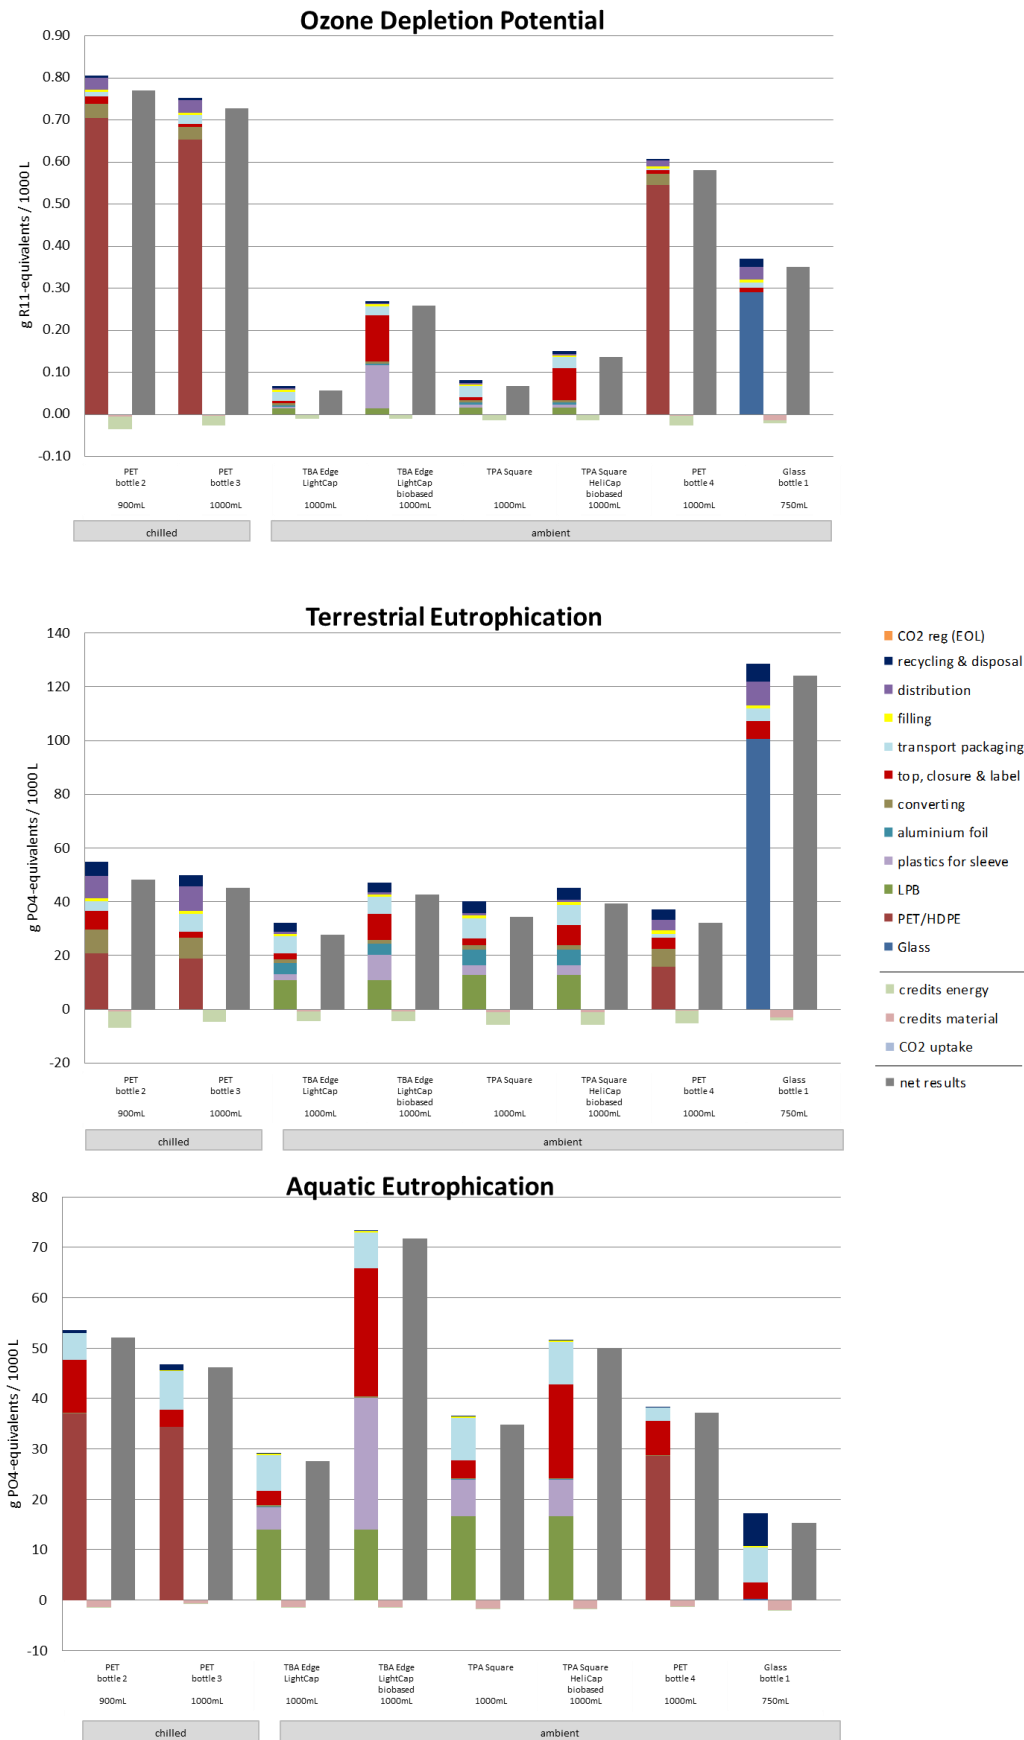 Ozone Depletion Potential
g R11-equivalents / 1000 L
0.90
0.80
0.70
0.60
0.50
0.40
0.30
0.20
0.10
0.00
-0.10
PET bottle 2 900mL
PET bottle 3 1000mL
TBA Edge LightCap 1000mL
TBA Edge LightCap biobased 1000mL
TPA Square 1000mL
TPA Square HeliCap biobased 1000mL
PET bottle 4 1000mL
Glass bottle 1 750mL
chilled
ambient
Terrestrial Eutrophication
g PO4-equivalents / 1000 L
140
120
100
80
60
40
20
0
-20
PET bottle 2 900mL
PET bottle 3 1000mL
TBA Edge LightCap 1000mL
TBA Edge LightCap biobased 1000mL
TPA Square 1000mL
TPA Square HeliCap biobased 1000mL
PET bottle 4 1000mL
Glass bottle 1 750mL
chilled
ambient
CO2 reg (EOL)
recycling & disposal
distribution
filling
transport packaging
top, closure & label
converting
aluminium foil
plastics for sleeve
LPB
PET/HDPE
Glass
credits energy
credits material
CO2 uptake
net results
Aquatic Eutrophication
g PO4-equivalents / 1000 L
80
70
60
50
40
30
20
10
0
-10
PET bottle 2 900mL
PET bottle 3 1000mL
TBA Edge LightCap 1000mL
TBA Edge LightCap biobased 1000mL
TPA Square 1000mL
TPA Square HeliCap biobased 1000mL
PET bottle 4 1000mL
Glass bottle 1 750mL
chilled
ambient